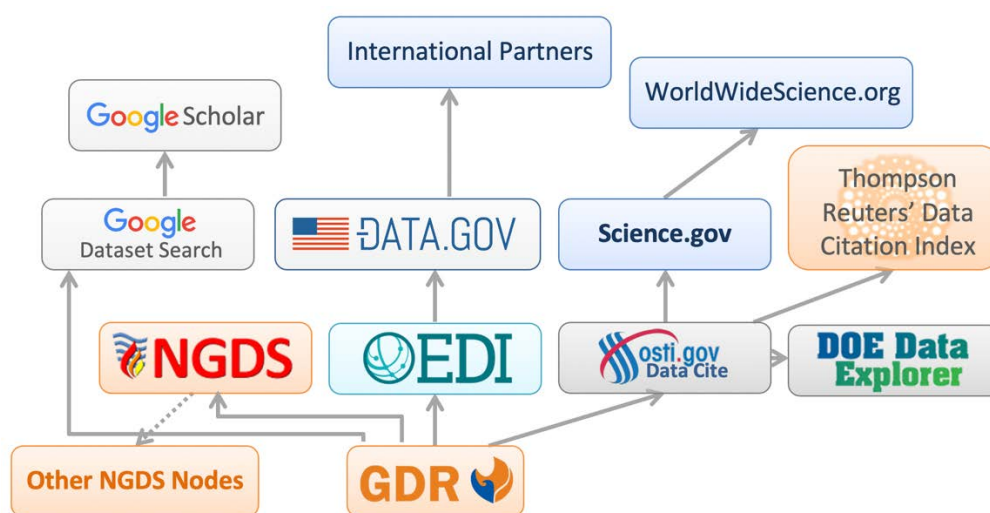 International Partners
WorldWideScience.org
Google Scholar
Thompson
Reuters' Data
Citation Index
Google
Dataset Search
DATA.GOV
Science.gov
NGDS
EDI
osti.gov
Data Cite
DOE Data
Explorer
Other NGDS Nodes
GDR